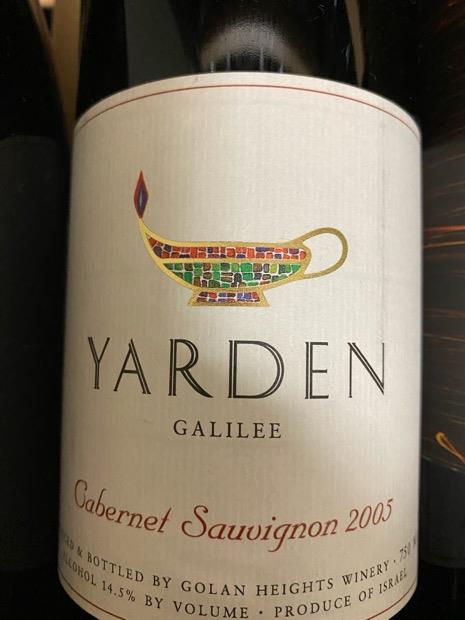 YARDEN
GALILEE
Cabernet Sauvignon 2005
& BOTTLED BY GOLAN HEIGHTS WINERY · 750
ALCOHOL 14.5% BY VOLUME · PRODUCE OF ISRAEL